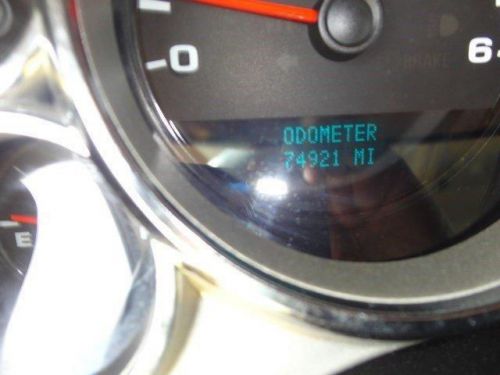 0
BRAKE
6
ODOMETER
74921 MI
E